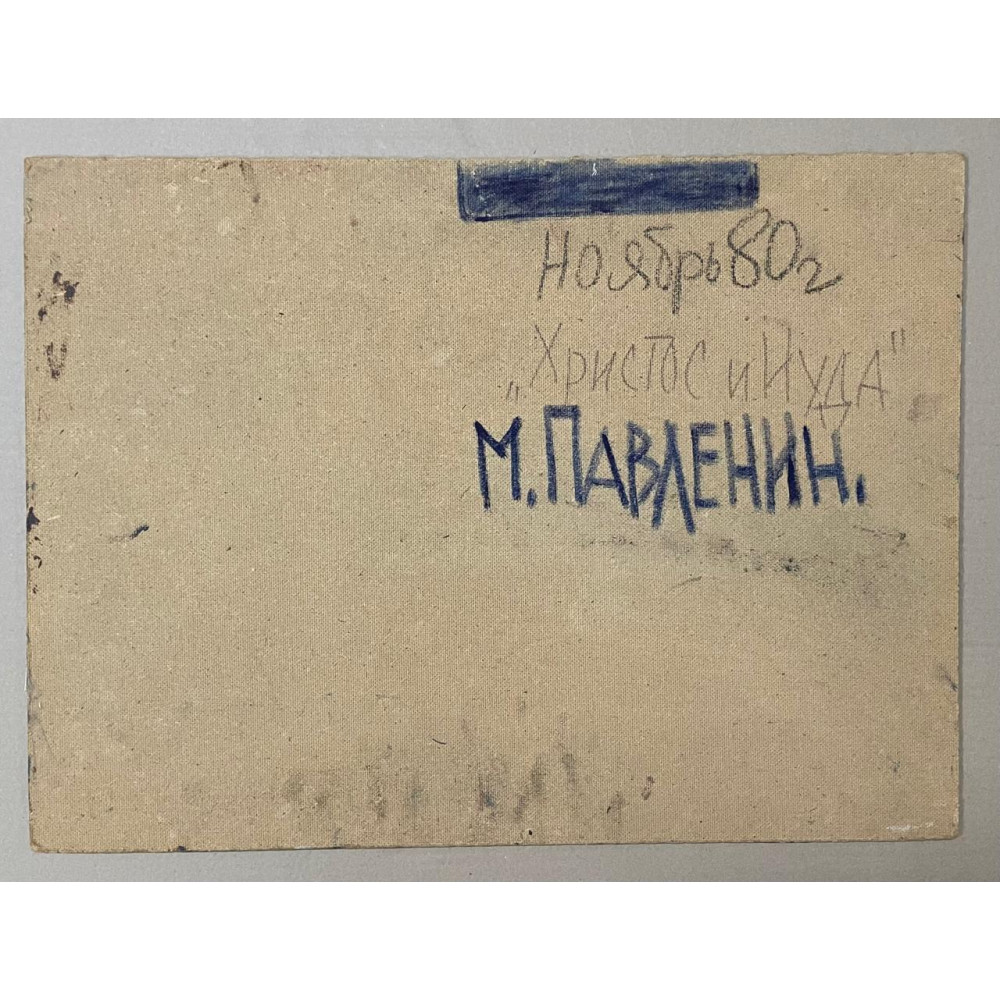 Ноябрь 80г
„Христос и Иуда"
М. ПАВЛЕНИН.